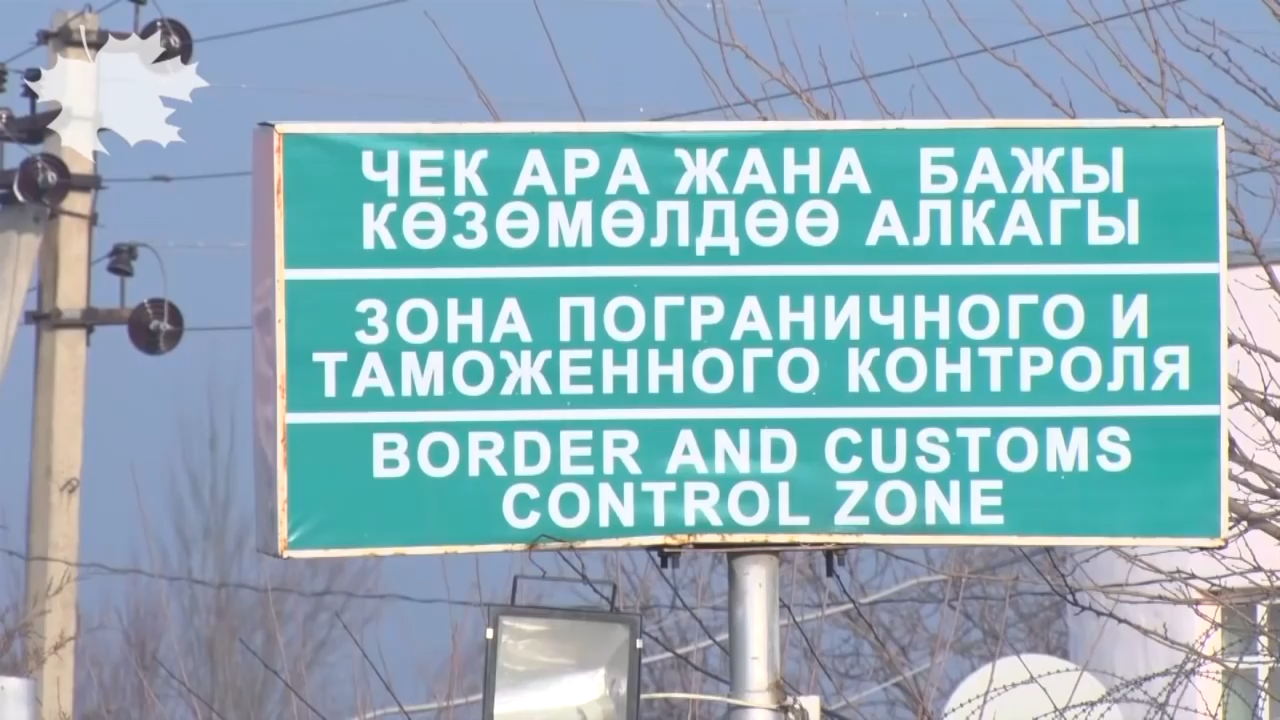 ЧЕК АРА ЖАНА БАЖЫ
КӨЗӨМӨЛДӨӨ АЛКАГЫ
ЗОНА ПОГРАНИЧНОГО И
ТАМОЖЕННОГО КОНТРОЛЯ
BORDER AND CUSTOMS
CONTROL ZONE